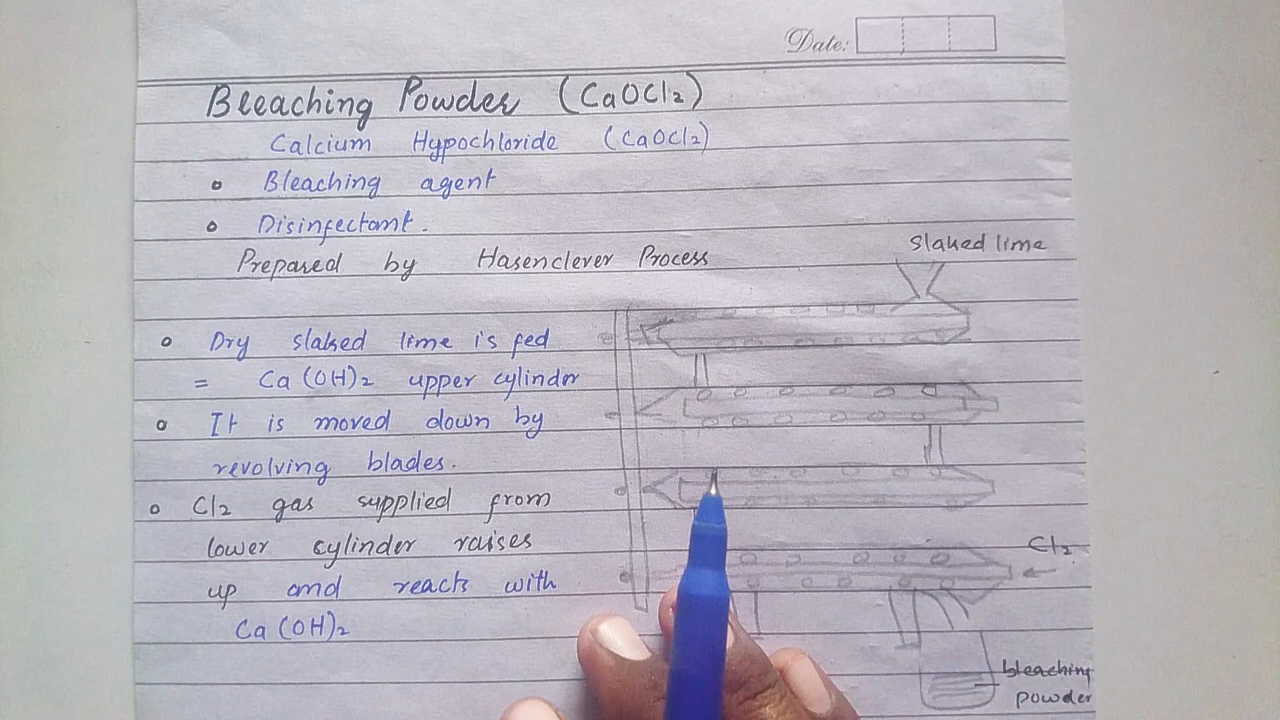 Date:
Bleaching Powder (CaOCl2)
Calcium Hypochloride (CaOCl2)
Bleaching agent
Disinfectant.
Prepared by Hasenclever Process
slaked lime
Dry slaked lime is fed
= Ca(OH)2 upper cylinder
It is moved down by
revolving blades.
Cl2 gas supplied from
lower cylinder raises
up and reacts with
Ca(OH)2
Cl2
bleaching
powder